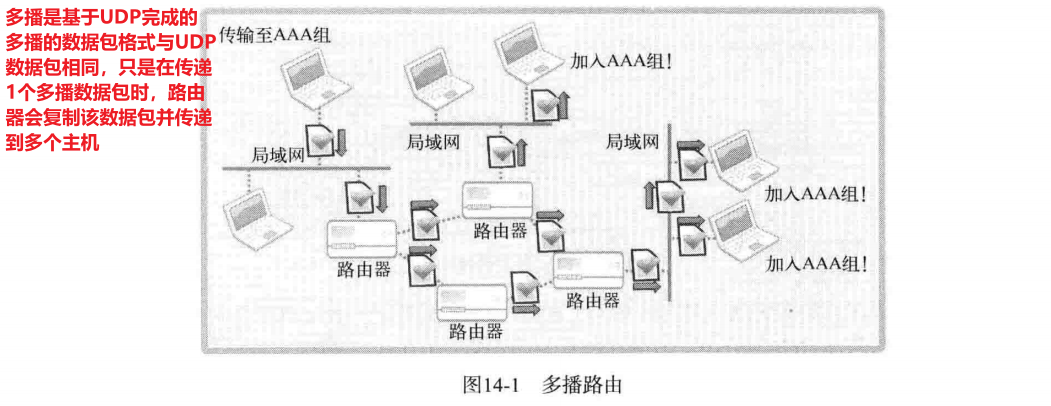 多播是基于UDP完成的
多播的数据包格式与UDP
数据包相同，只是在传递
1个多播数据包时，路由
器会复制该数据包并传递
到多个主机
传输至AAA组
加入AAA组！
局域网
局域网
局域网
加入AAA组！
路由器
路由器
加入AAA组！
路由器
路由器
图14-1 多播路由